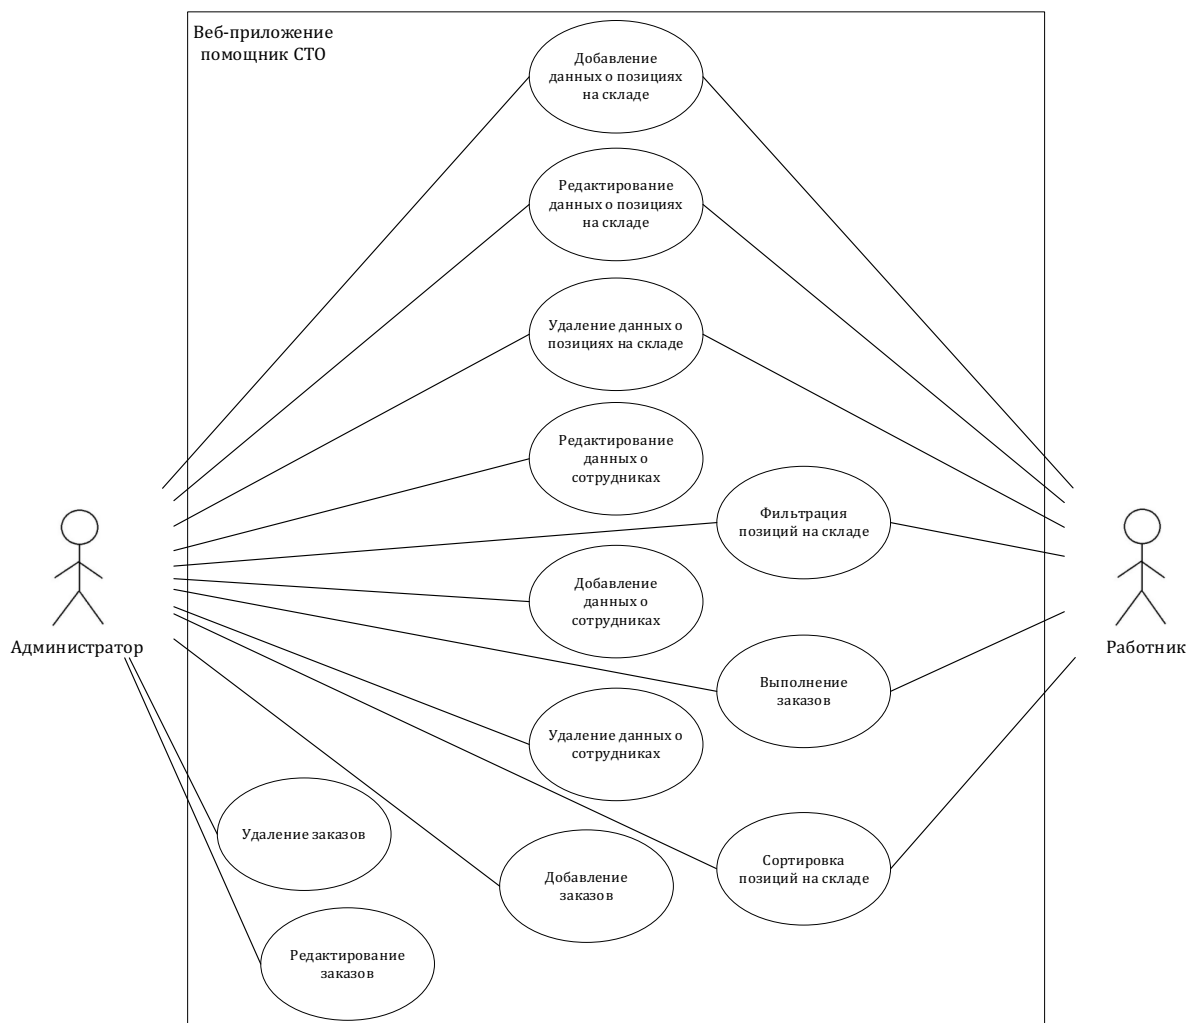 Веб-приложение
помощник СТО
Добавление
данных о позициях
на складе
Редактирование
данных о позициях
на складе
Удаление данных о
позициях на складе
Редактирование
данных о
сотрудниках
Фильтрация
позиций на складе
Добавление
данных о
сотрудниках
Администратор
Работник
Выполнение
заказов
Удаление данных о
сотрудниках
Удаление заказов
Сортировка
позиций на складе
Добавление
заказов
Редактирование
заказов